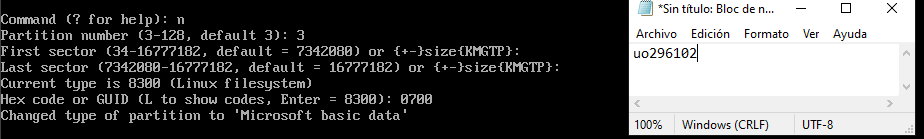 Command (? for help): n
Partition number (3-128, default 3): 3
First sector (34-16777182, default = 7342080) or {+-}size{KMGTP}:
Last sector (7342080-16777182, default = 16777182) or {+-}size{KMGTP}:
Current type is 8300 (Linux filesystem)
Hex code or GUID (L to show codes, Enter = 8300): 0700
Changed type of partition to 'Microsoft basic data'
*Sin título: Bloc de n...
Archivo Edición Formato Ver Ayuda
uo296102
100% Windows (CRLF) UTF-8